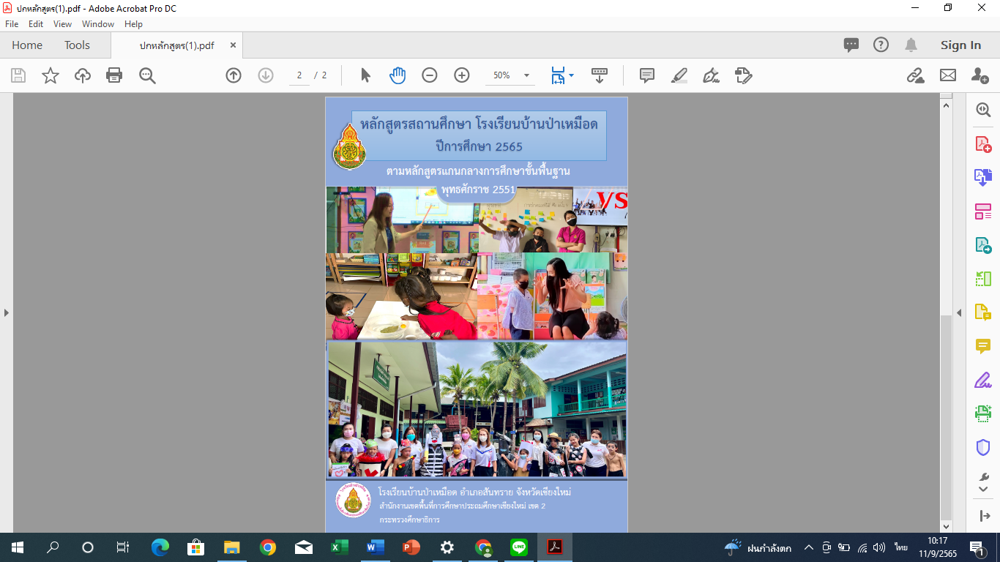 ปกหลักสูตร(1).pdf - Adobe Acrobat Pro DC
File Edit View Window Help
Home Tools ปกหลักสูตร(1).pdf × Sign In
2 / 2 50%
หลักสูตรสถานศึกษา โรงเรียนบ้านป่าเหมือด
ปีการศึกษา 2565
ตามหลักสูตรแกนกลางการศึกษาขั้นพื้นฐาน
พุทธศักราช 2551
VS
โรงเรียนบ้านป่าเหมือด อำเภอสันทราย จังหวัดเชียงใหม่
สำนักงานเขตพื้นที่การศึกษาประถมศึกษาเชียงใหม่ เขต 2
กระทรวงศึกษาธิการ
ฝนกำลังตก ไทย 10:17
11/9/2565 1